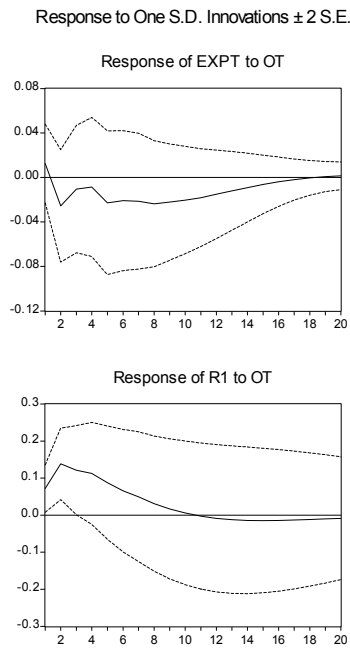 Response to One S.D. Innovations ± 2 S.E.
Response of EXPT to OT
0.08
0.04
0.00
-0.04
-0.08
-0.12
2 4 6 8 10 12 14 16 18 20
Response of R1 to OT
0.3
0.2
0.1
0.0
-0.1
-0.2
-0.3
2 4 6 8 10 12 14 16 18 20